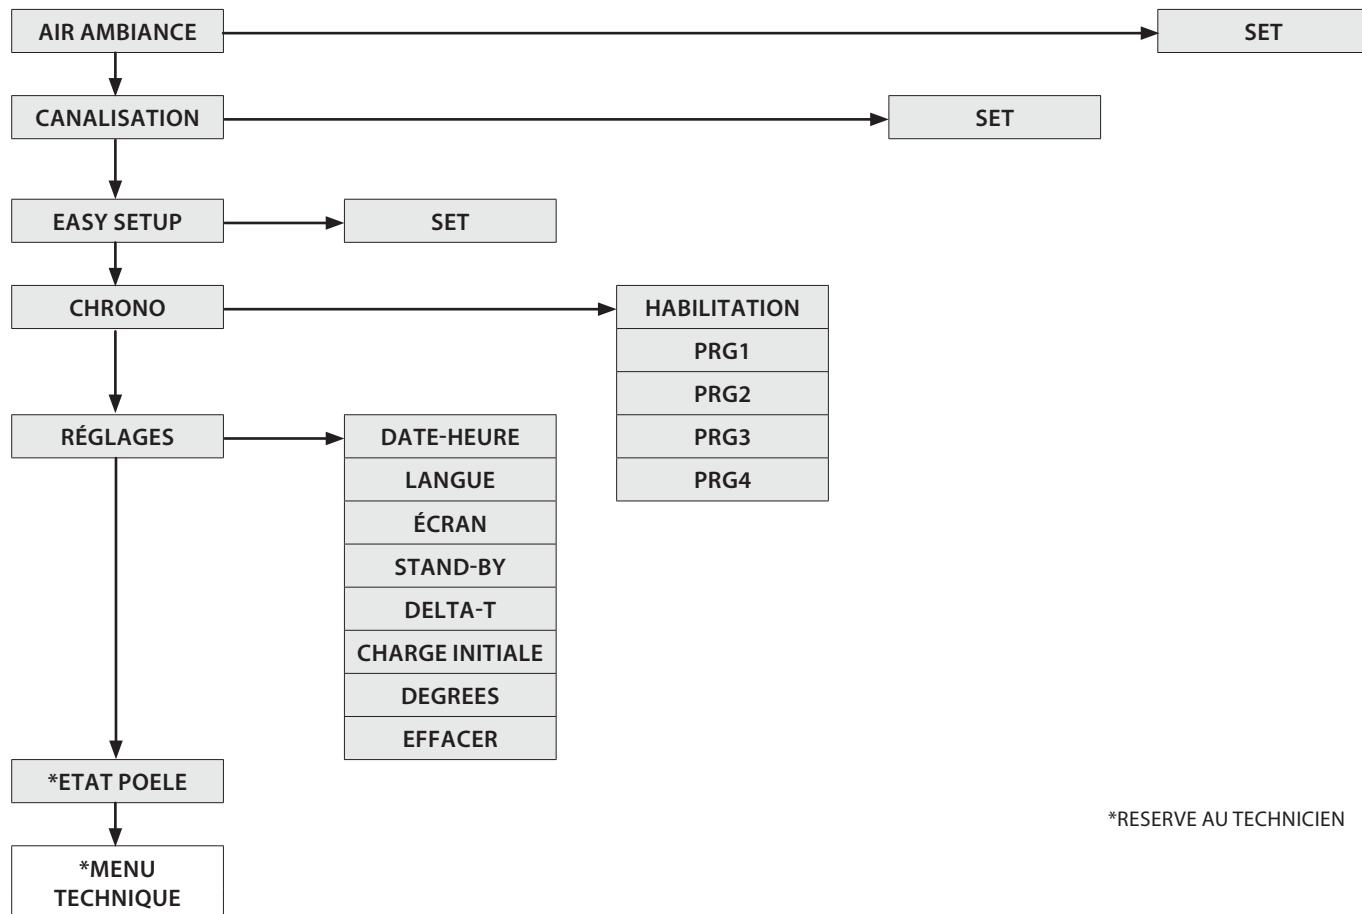 AIR AMBIANCE
SET
CANALISATION
SET
EASY SETUP
SET
CHRONO
HABILITATION
PRG1
PRG2
PRG3
PRG4
RÉGLAGES
DATE-HEURE
LANGUE
ÉCRAN
STAND-BY
DELTA-T
CHARGE INITIALE
DEGREES
EFFACER
*ETAT POELE
*RESERVE AU TECHNICIEN
*MENU
TECHNIQUE